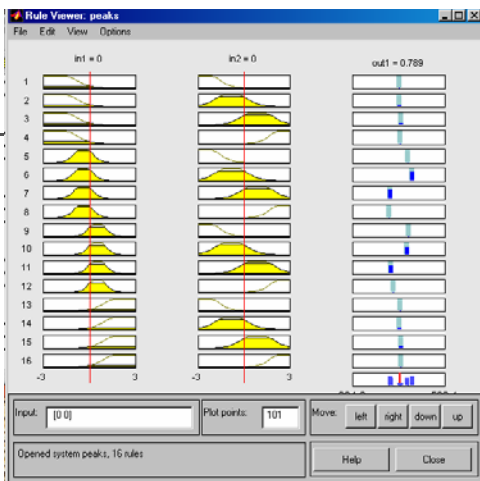 Rule Viewer: peaks
File Edit View Options
in1 = 0 in2 = 0 out1 = 0.789
1
2
3
4
5
6
7
8
9
10
11
12
13
14
15
16
-3 3 -3 3
Input: [0 0] Plot points: 101 Move: left right down up
Opened system peaks, 16 rules Help Close